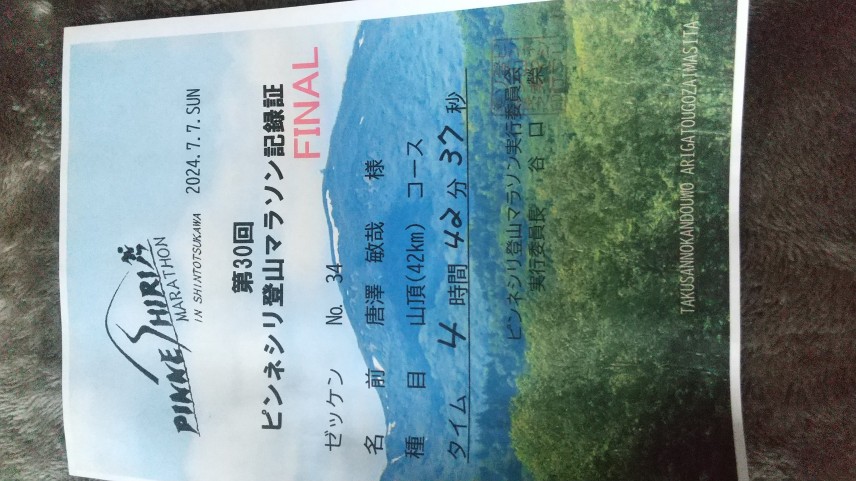 PINNESHIRI
MARATHON
IN SHINTOTSUKAWA 2024.7.7.SUN
第30回
ピンネシリ登山マラソン記録証
FINAL
ゼッケン No. 34
名前 唐澤 敏哉 様
種目 山頂(42km) コース
タイム 4 時間 42 分 37 秒
ピンネシリ登山マラソン実行委員会
実行委員長 谷口 榮
TAKUSANNOKANDOUWO ARIGATOUGOZAIMASITA